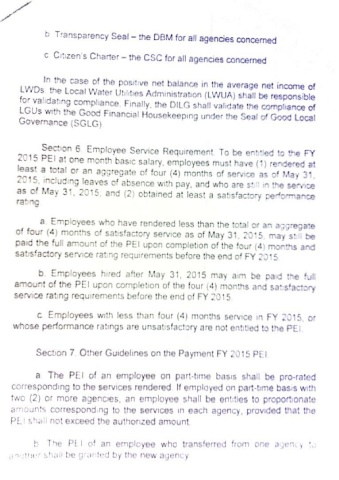 b Transparency Seal – the DBM for all agencies concerned
c. Citizen's Charter – the CSC for all agencies concerned
In the case of the positive net balance in the average net income of
LWDs, the Local Water Utilities Administration (LWUA) shall be responsible
for validating compliance. Finally, the DILG shall validate the compliance of
LGUs with the Good Financial Housekeeping under the Seal of Good Local
Governance (SGLG)
Section 6. Employee Service Requirement. To be entitled to the FY
2015 PEI at one month basic salary, employees must have (1) rendered at
least a total or an aggregate of four (4) months of service as of May 31,
2015, including leaves of absence with pay, and who are still in the service
as of May 31, 2015, and (2) obtained at least a satisfactory performance
rating.
a. Employees who have rendered less than the total or an aggregate
of four (4) months of satisfactory service as of May 31, 2015, may still be
paid the full amount of the PEI upon completion of the four (4) months and
satisfactory service rating requirements before the end of FY 2015.
b. Employees hired after May 31, 2015 may aim be paid the full
amount of the PEI upon completion of the four (4) months and satisfactory
service rating requirements before the end of FY 2015.
c. Employees with less than four (4) months service in FY 2015, or
whose performance ratings are unsatisfactory are not entitled to the PEI.
Section 7. Other Guidelines on the Payment FY 2015 PEI.
a. The PEI of an employee on part-time basis shall be pro-rated
corresponding to the services rendered. If employed on part-time basis with
two (2) or more agencies, an employee shall be entities to proportionate
amounts corresponding to the services in each agency, provided that the
PEI shall not exceed the authorized amount.
b. The PEI of an employee who transferred from one agency to
another shall be granted by the new agency